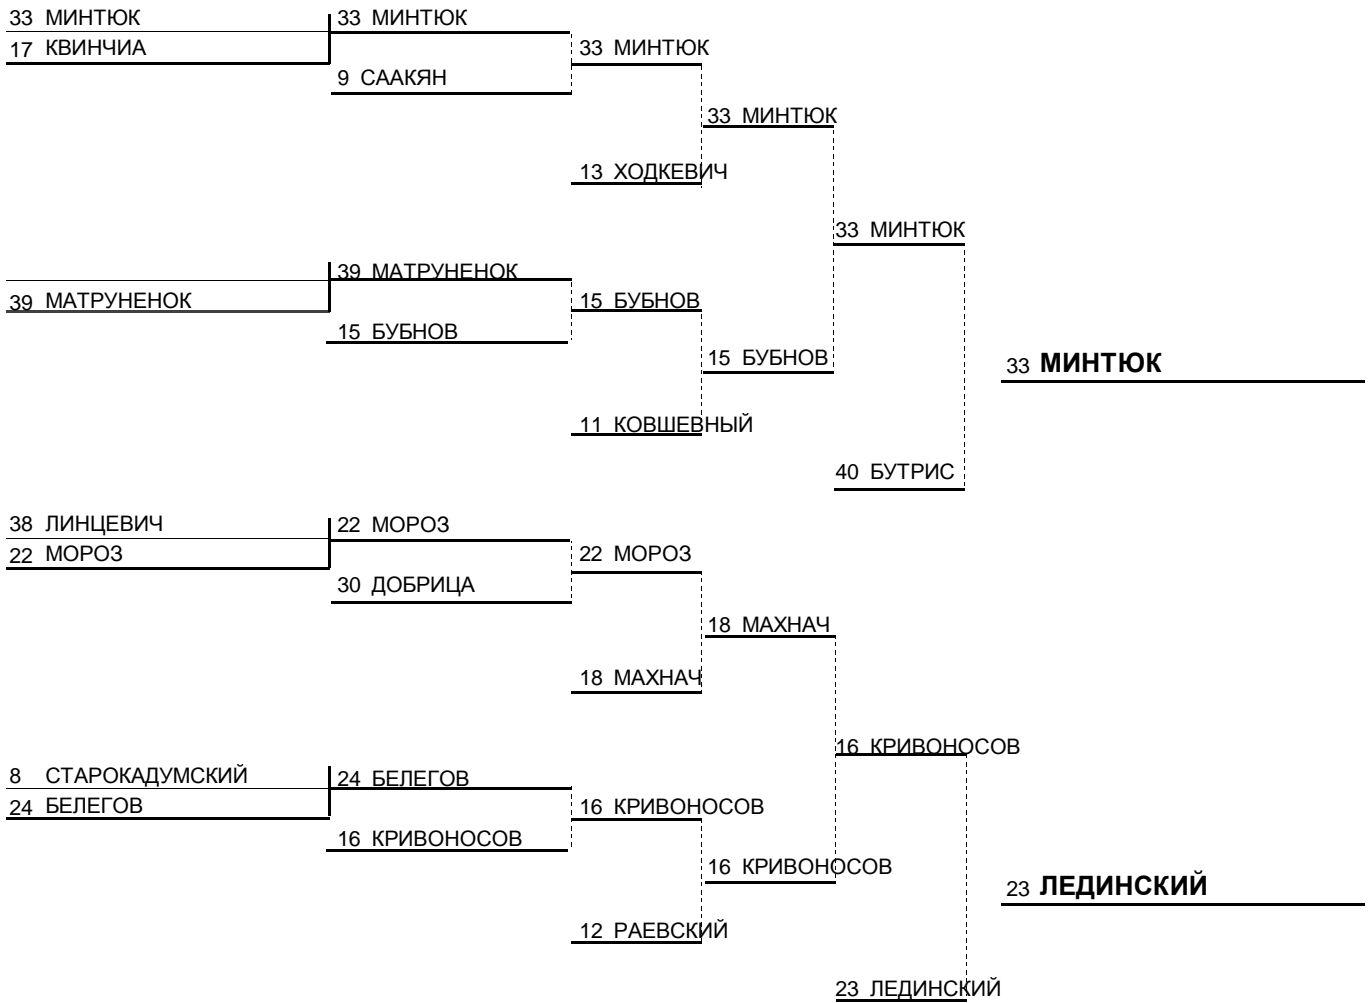 33 МИНТЮК
33 МИНТЮК
17 КВИНЧИА
33 МИНТЮК
9 СААКЯН
33 МИНТЮК
13 ХОДКЕВИЧ
33 МИНТЮК
39 МАТРУНЕНОК
39 МАТРУНЕНОК
15 БУБНОВ
15 БУБНОВ
15 БУБНОВ
33 МИНТЮК
11 КОВШЕВНЫЙ
40 БУТРИС
38 ЛИНЦЕВИЧ
22 МОРОЗ
22 МОРОЗ
22 МОРОЗ
30 ДОБРИЦА
18 МАХНАЧ
18 МАХНАЧ
16 КРИВОНОСОВ
8 СТАРОКАДУМСКИЙ
24 БЕЛЕГОВ
24 БЕЛЕГОВ
16 КРИВОНОСОВ
16 КРИВОНОСОВ
16 КРИВОНОСОВ
23 ЛЕДИНСКИЙ
12 РАЕВСКИЙ
23 ЛЕДИНСКИЙ